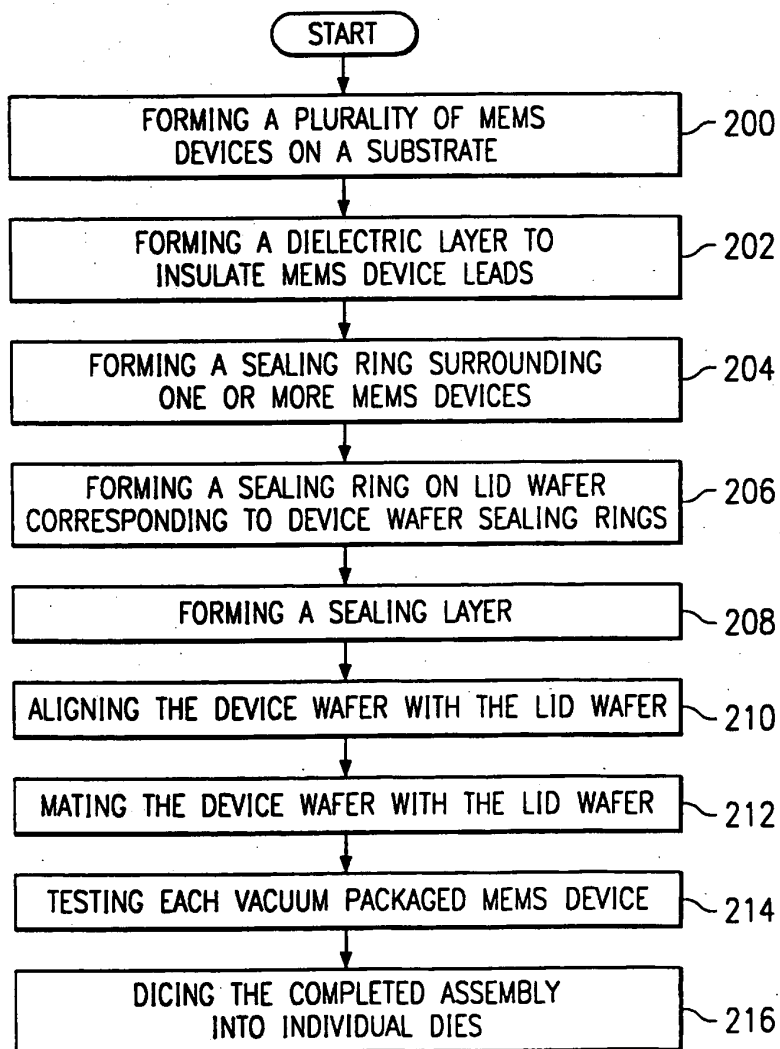 START
FORMING A PLURALITY OF MEMS
DEVICES ON A SUBSTRATE
200
FORMING A DIELECTRIC LAYER TO
INSULATE MEMS DEVICE LEADS
202
FORMING A SEALING RING SURROUNDING
ONE OR MORE MEMS DEVICES
204
FORMING A SEALING RING ON LID WAFER
CORRESPONDING TO DEVICE WAFER SEALING RINGS
206
FORMING A SEALING LAYER
208
ALIGNING THE DEVICE WAFER WITH THE LID WAFER
210
MATING THE DEVICE WAFER WITH THE LID WAFER
212
TESTING EACH VACUUM PACKAGED MEMS DEVICE
214
DICING THE COMPLETED ASSEMBLY
INTO INDIVIDUAL DIES
216